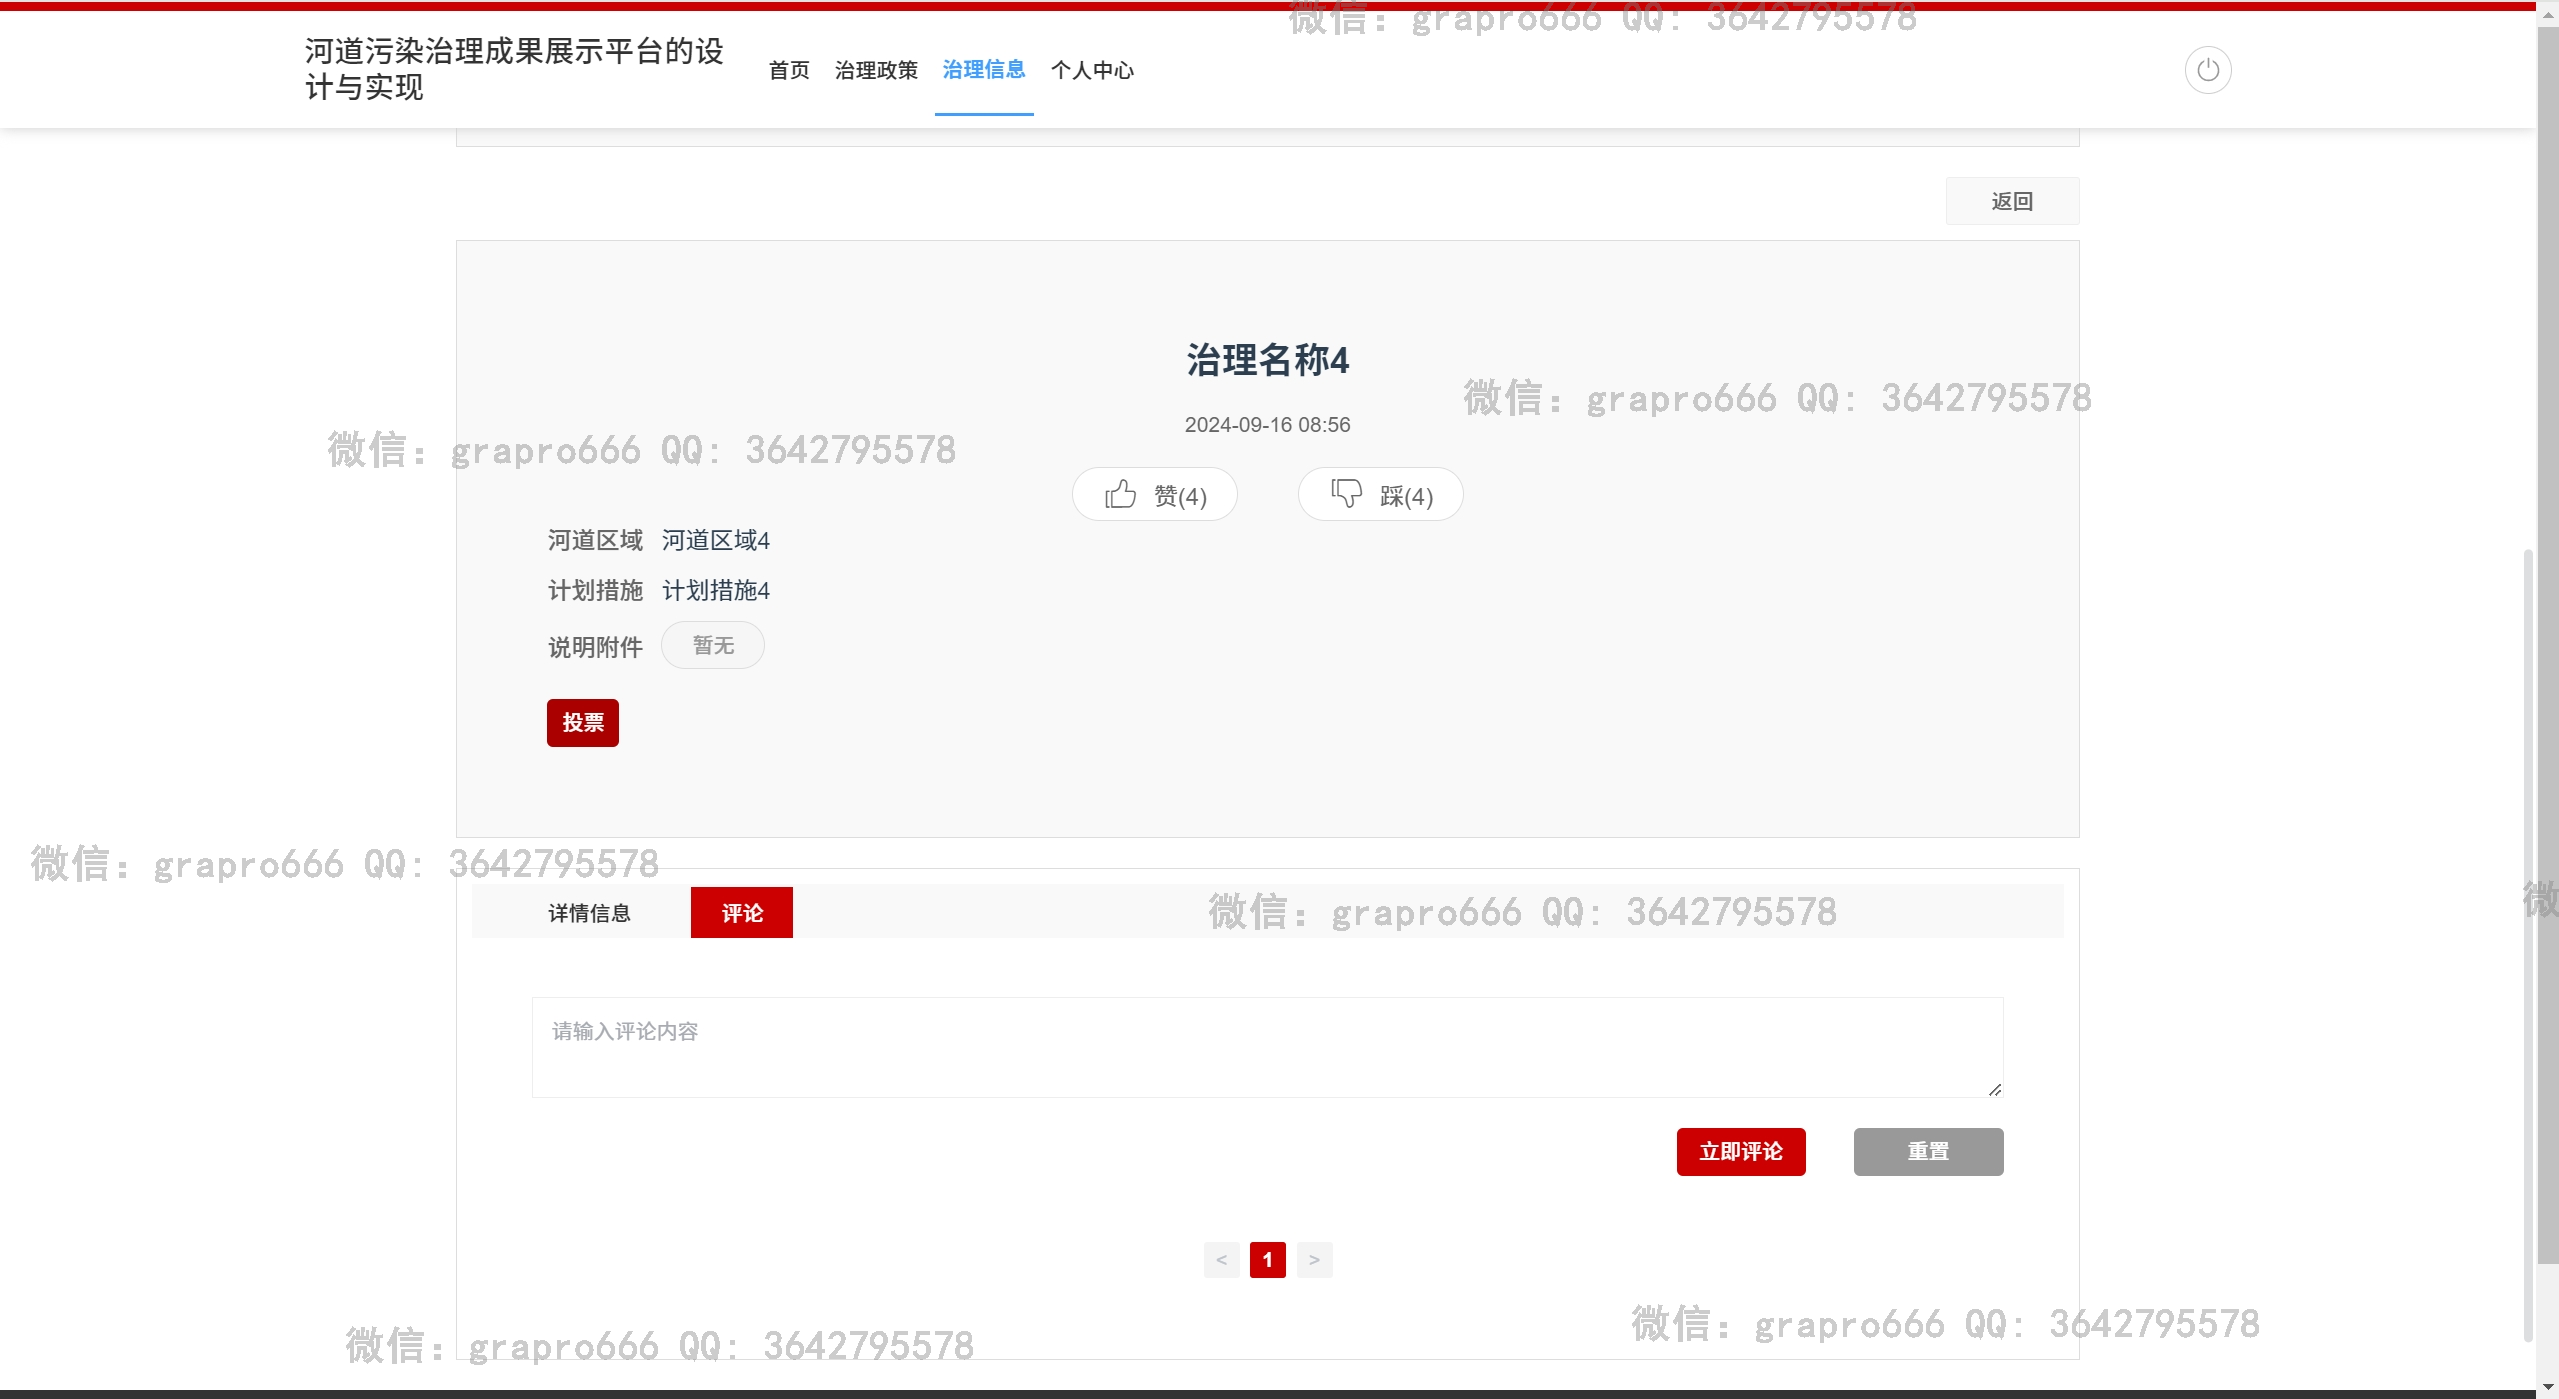 微信: grapro666 QQ: 3642795578
河道污染治理成果展示平台的设
计与实现
首页 治理政策 治理信息 个人中心
返回
治理名称4
微信: grapro666 QQ: 3642795578
2024-09-16 08:56
微信: grapro666 QQ: 3642795578
赞(4) 踩(4)
河道区域 河道区域4
计划措施 计划措施4
说明附件 暂无
投票
微信: grapro666 QQ: 3642795578
详情信息 评论
微信: grapro666 QQ: 3642795578
微
请输入评论内容
立即评论 重置
< 1 >
微信: grapro666 QQ: 3642795578
微信: grapro666 QQ: 3642795578